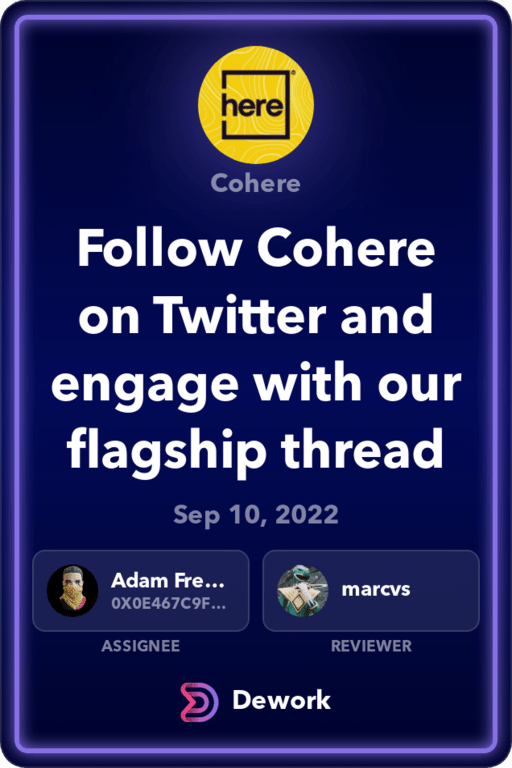 here
Cohere
Follow Cohere
on Twitter and
engage with our
flagship thread
Sep 10, 2022
Adam Fre...
0X0E467C9F...
ASSIGNEE
marcvs
REVIEWER
Dework